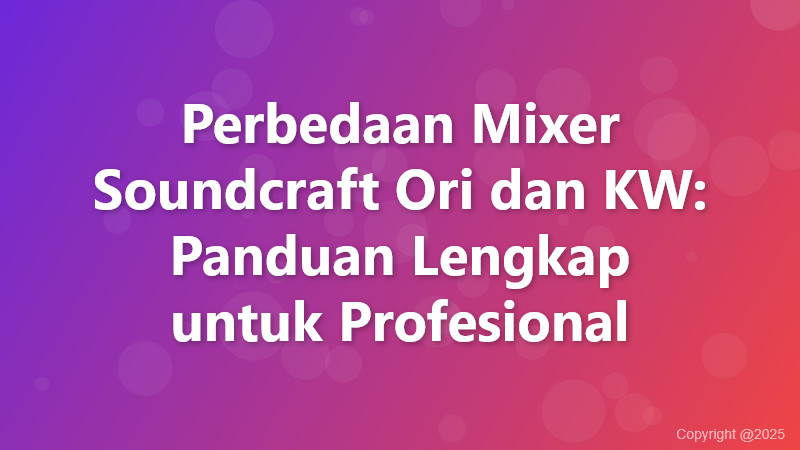 Perbedaan Mixer
Soundcraft Ori dan KW:
Panduan Lengkap
untuk Profesional
Copyright @2025